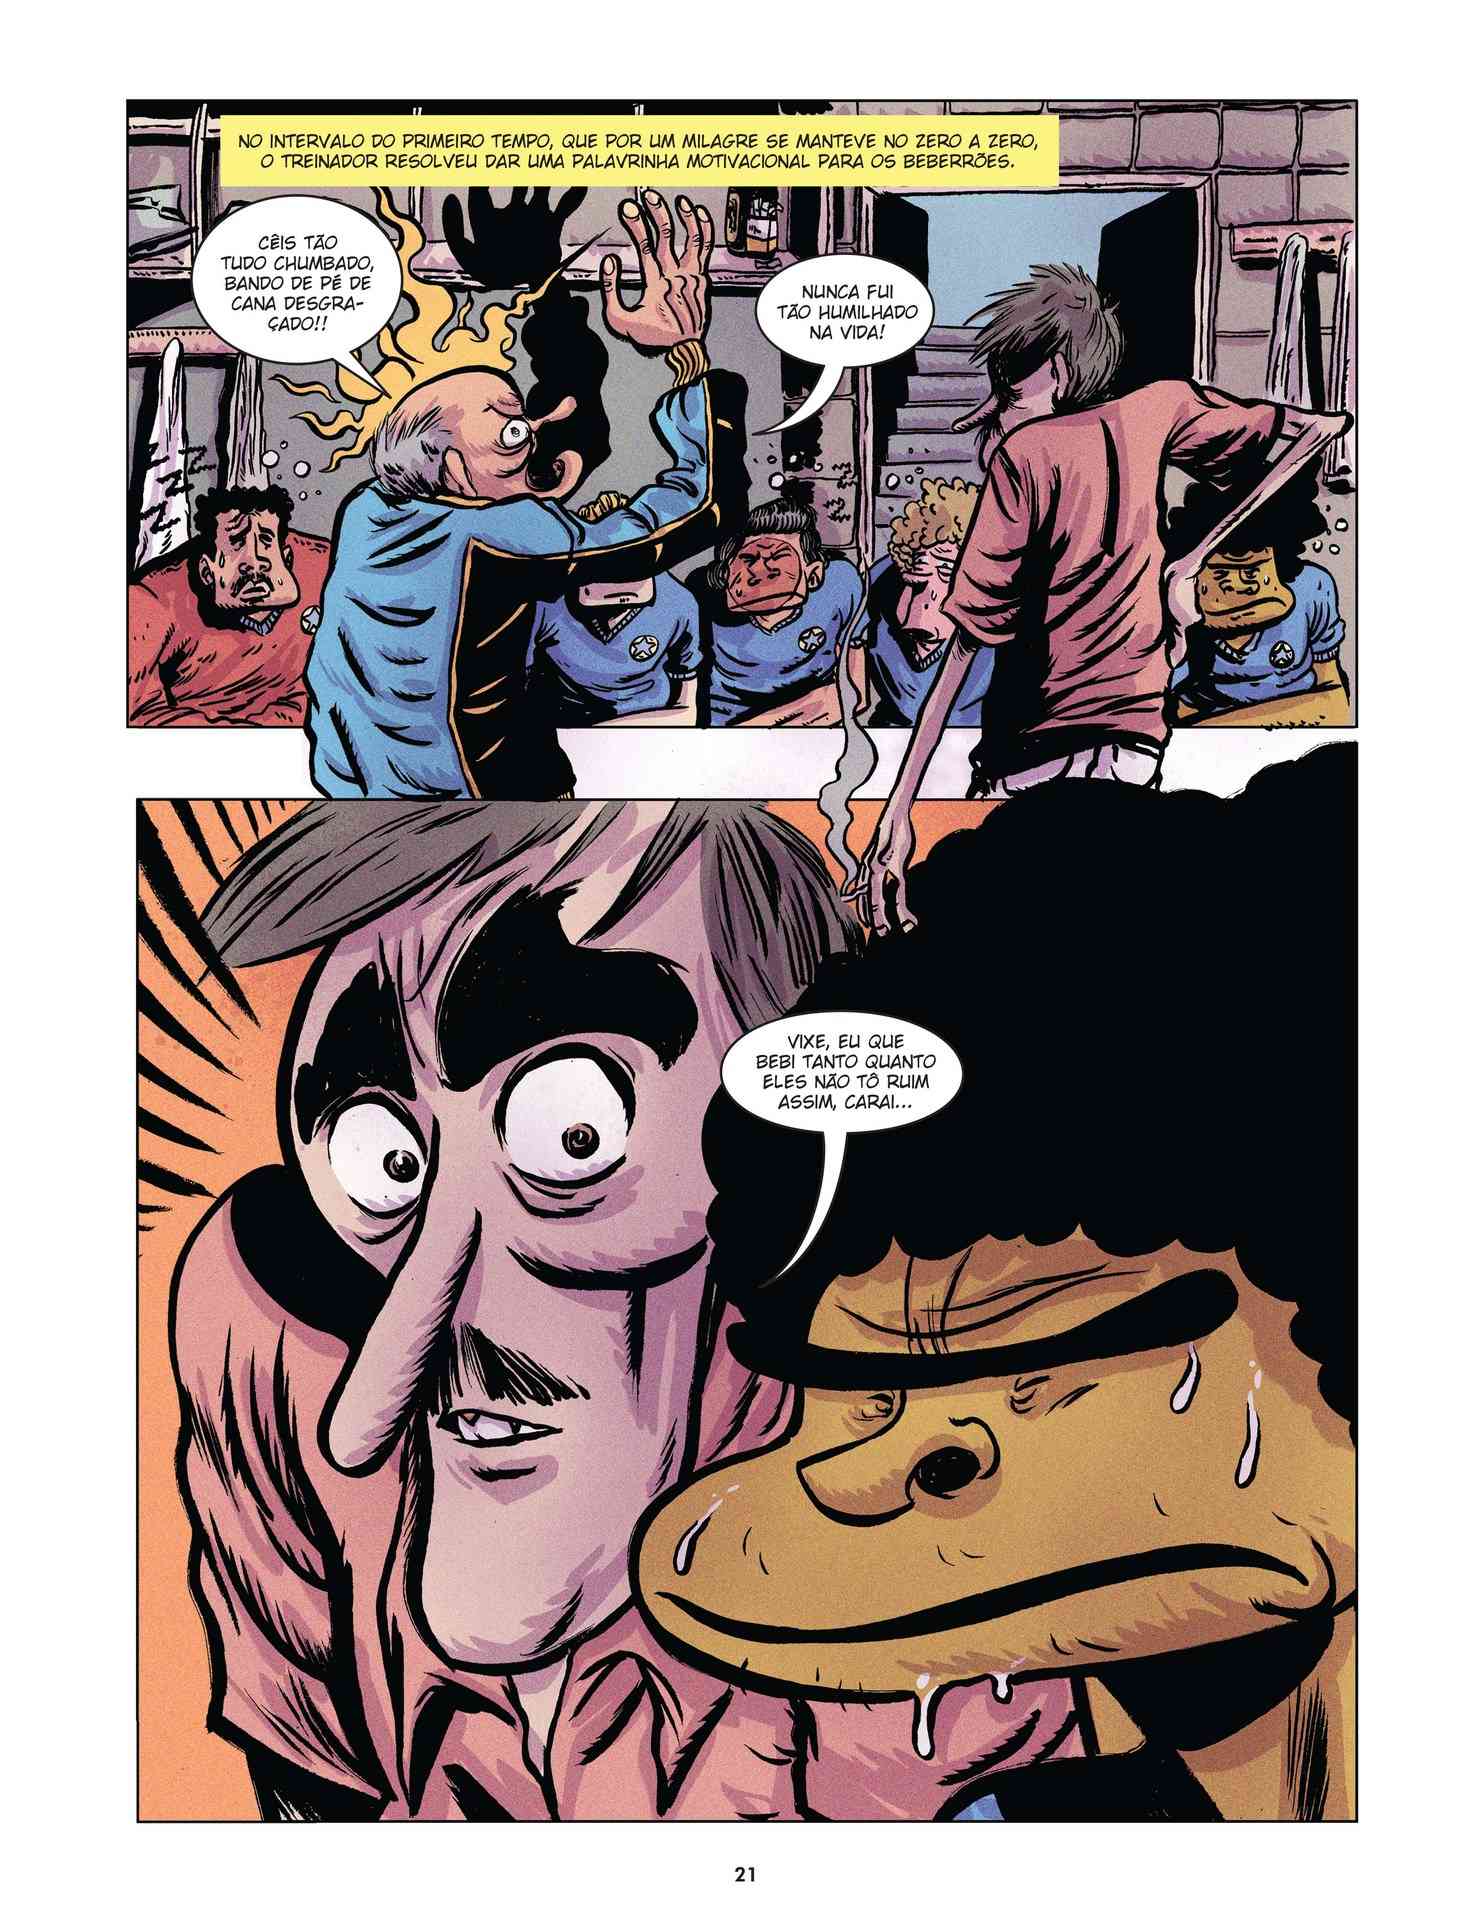 NO INTERVALO DO PRIMEIRO TEMPO, QUE POR UM MILAGRE SE MANTEVE NO ZERO A ZERO,
O TREINADOR RESOLVEU DAR UMA PALAVRINHA MOTIVACIONAL PARA OS BEBERRÕES.
CÊIS TÃO
TUDO CHUMBADO,
BANDO DE PÉ DE
CANA DESGRA-
ÇADO!!
NUNCA FUI
TÃO HUMILHADO
NA VIDA!
VIXE, EU QUE
BEBI TANTO QUANTO
ELES NÃO TÔ RUIM
ASSIM, CARAI...
21